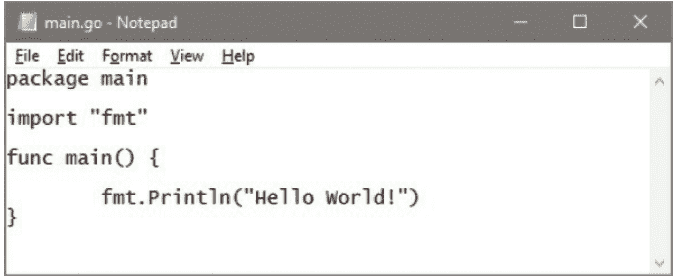 main.go - Notepad
File Edit Format View Help
package main
import "fmt"
func main() {
fmt.Println("Hello World!")
}